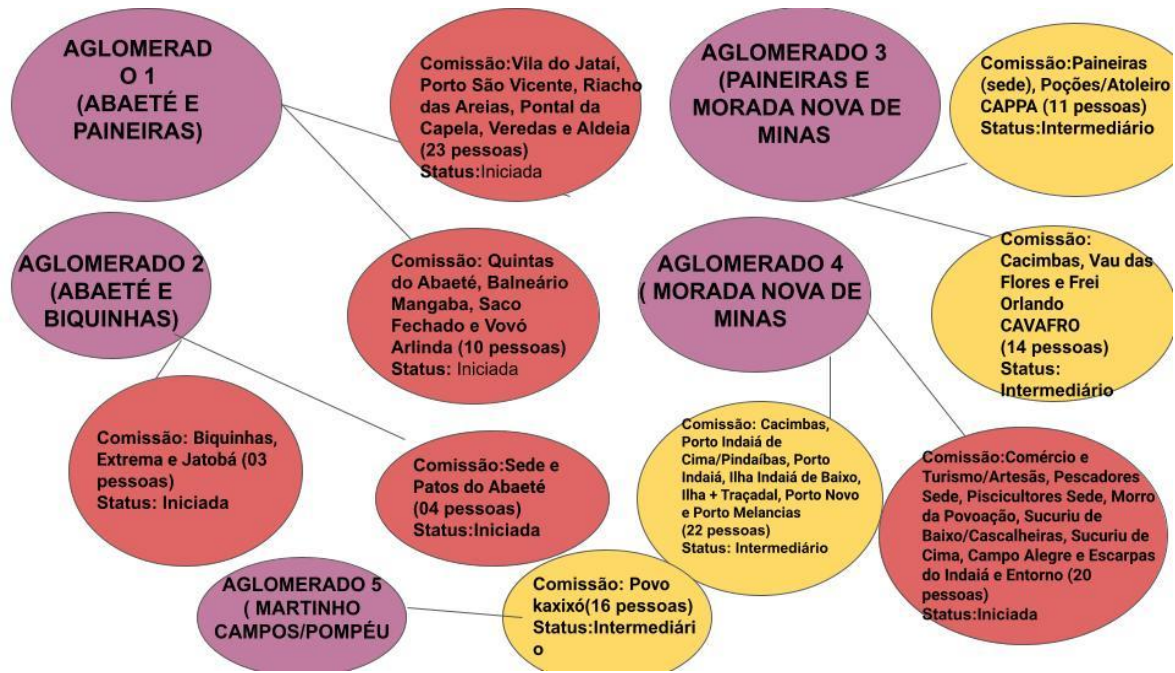 AGLOMERAD
O 1
(ABAETÉ E
PAINEIRAS)
Comissão:Vila do Jataí,
Porto São Vicente, Riacho
das Areias, Pontal da
Capela, Veredas e Aldeia
(23 pessoas)
Status:Iniciada
AGLOMERADO 3
(PAINEIRAS E
MORADA NOVA DE
MINAS
Comissão:Paineiras
(sede), Poções/Atoleiro
CAPPA (11 pessoas)
Status:Intermediário
AGLOMERADO 2
(ABAETÉ E
BIQUINHAS)
Comissão: Quintas
do Abaeté, Balneário
Mangaba, Saco
Fechado e Vovó
Arlinda (10 pessoas)
Status: Iniciada
AGLOMERADO 4
( MORADA NOVA DE
MINAS
Comissão:
Cacimbas, Vau das
Flores e Frei
Orlando
CAVAFRO
(14 pessoas)
Status:
Intermediário
Comissão: Biquinhas,
Extrema e Jatobá (03
pessoas)
Status: Iniciada
Comissão:Sede e
Patos do Abaeté
(04 pessoas)
Status:Iniciada
Comissão: Cacimbas,
Porto Indaiá de
Cima/Pindaíbas, Porto
Indaiá, Ilha Indaiá de Baixo,
Ilha + Traçadal, Porto Novo
e Porto Melancias
(22 pessoas)
Status: Intermediário
Comissão:Comércio e
Turismo/Artesãs, Pescadores
Sede, Piscicultores Sede, Morro
da Povoação, Sucuriu de
Baixo/Cascalheiras, Sucuriu
de Cima, Campo Alegre e Escarpas
do Indaiá e Entorno (20
pessoas)
Status:Iniciada
AGLOMERADO 5
( MARTINHO
CAMPOS/POMPÉU
Comissão: Povo
kaxixó(16 pessoas)
Status:Intermediári
o